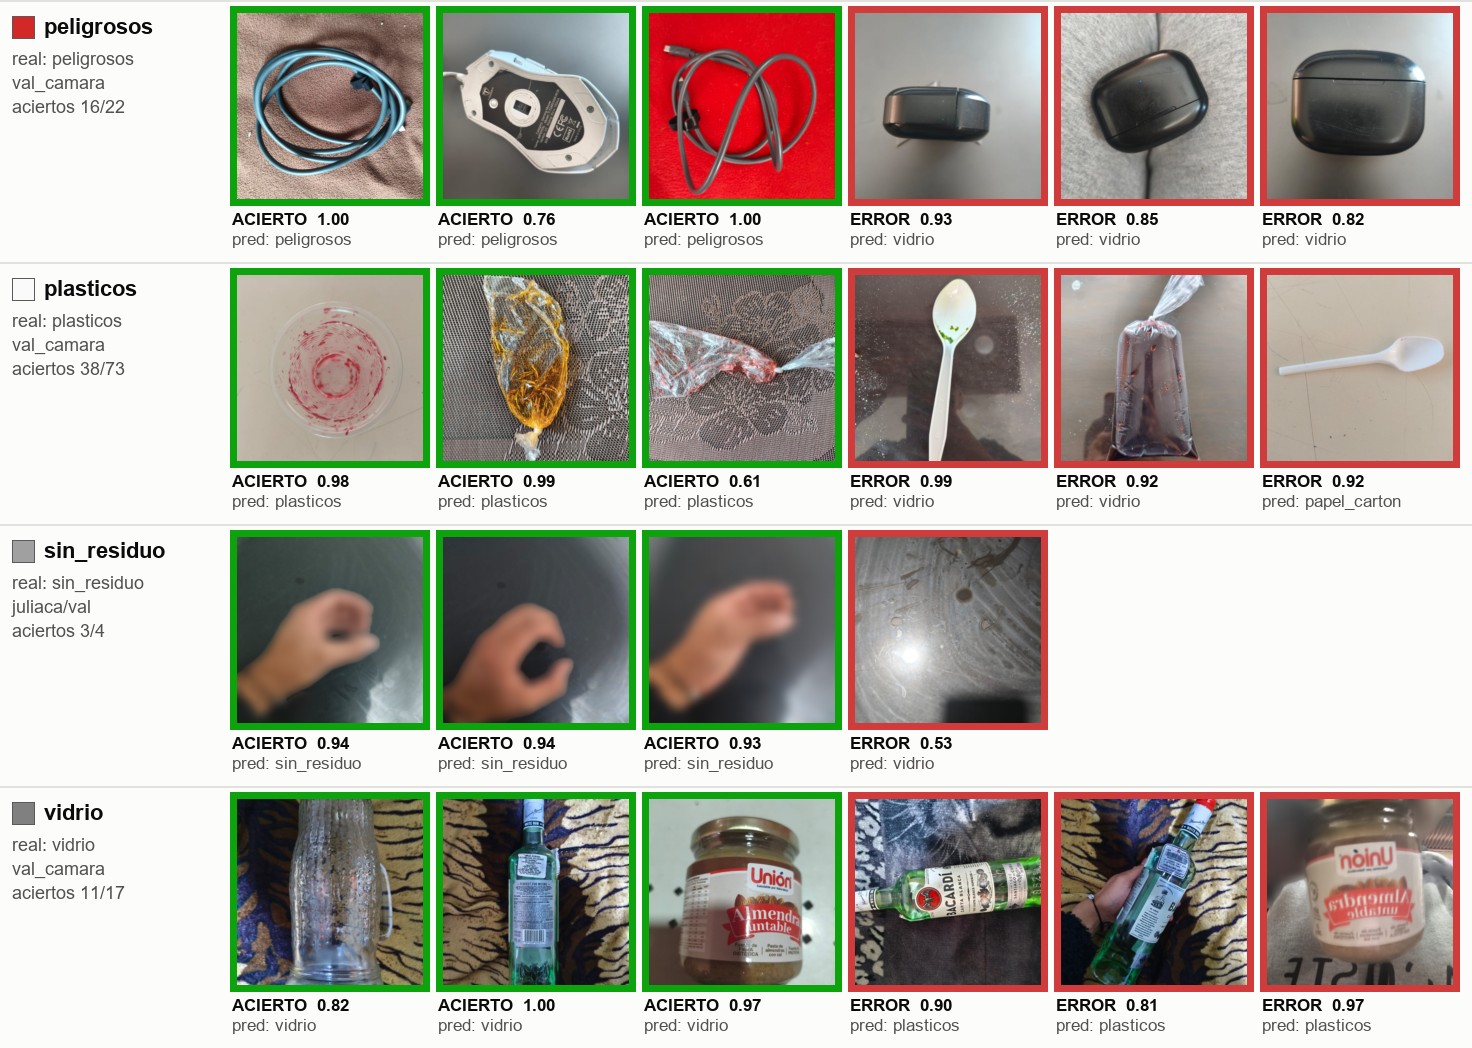 peligrosos
real: peligrosos
val_camara
aciertos 16/22
ACIERTO 1.00
pred: peligrosos
ACIERTO 0.76
pred: peligrosos
ACIERTO 1.00
pred: peligrosos
ERROR 0.93
pred: vidrio
ERROR 0.85
pred: vidrio
ERROR 0.82
pred: vidrio
plasticos
real: plasticos
val_camara
aciertos 38/73
ACIERTO 0.98
pred: plasticos
ACIERTO 0.99
pred: plasticos
ACIERTO 0.61
pred: plasticos
ERROR 0.99
pred: vidrio
ERROR 0.92
pred: vidrio
ERROR 0.92
pred: papel_carton
sin_residuo
real: sin_residuo
juliaca/val
aciertos 3/4
ACIERTO 0.94
pred: sin_residuo
ACIERTO 0.94
pred: sin_residuo
ACIERTO 0.93
pred: sin_residuo
ERROR 0.53
pred: vidrio
vidrio
real: vidrio
val_camara
aciertos 11/17
Unión
Almendra
untable
BACARDÍ
Unión
Almendra
untable
ACIERTO 0.82
pred: vidrio
ACIERTO 1.00
pred: vidrio
ACIERTO 0.97
pred: vidrio
ERROR 0.90
pred: plasticos
ERROR 0.81
pred: plasticos
ERROR 0.97
pred: plasticos